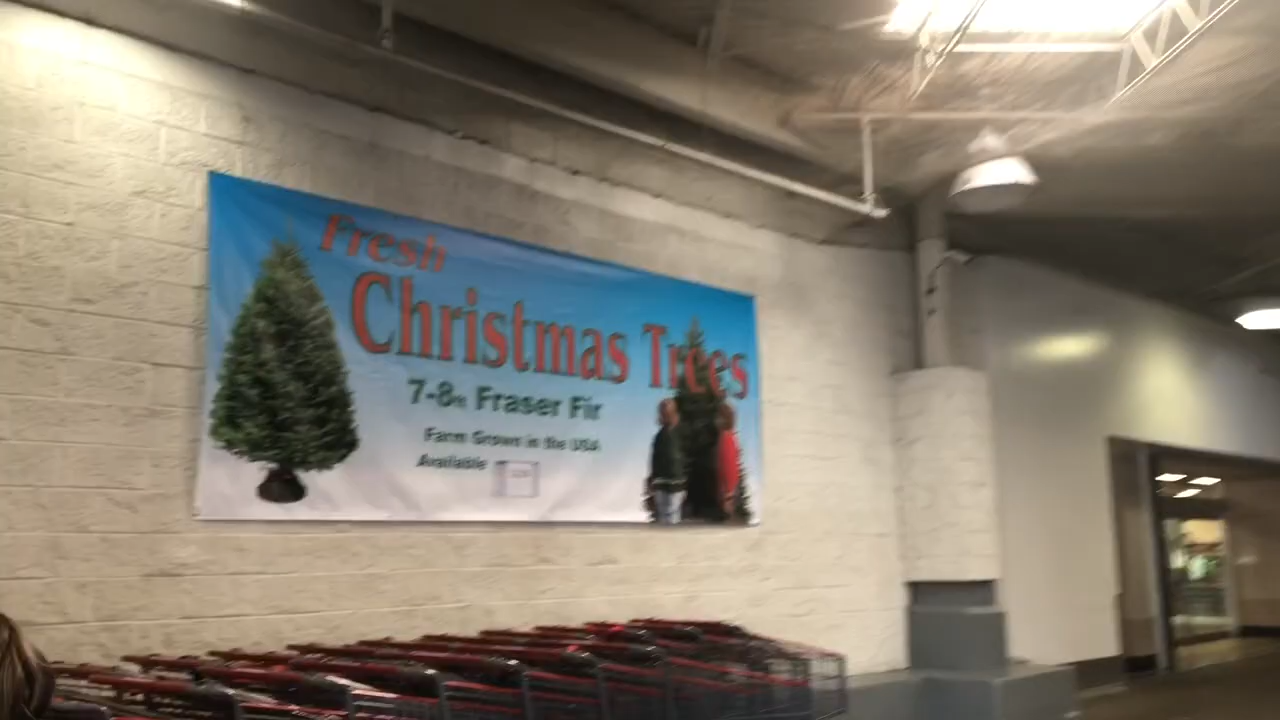 Fresh
Christmas Trees
7-8ft Fraser Fir
Farm Grown in the USA
Available